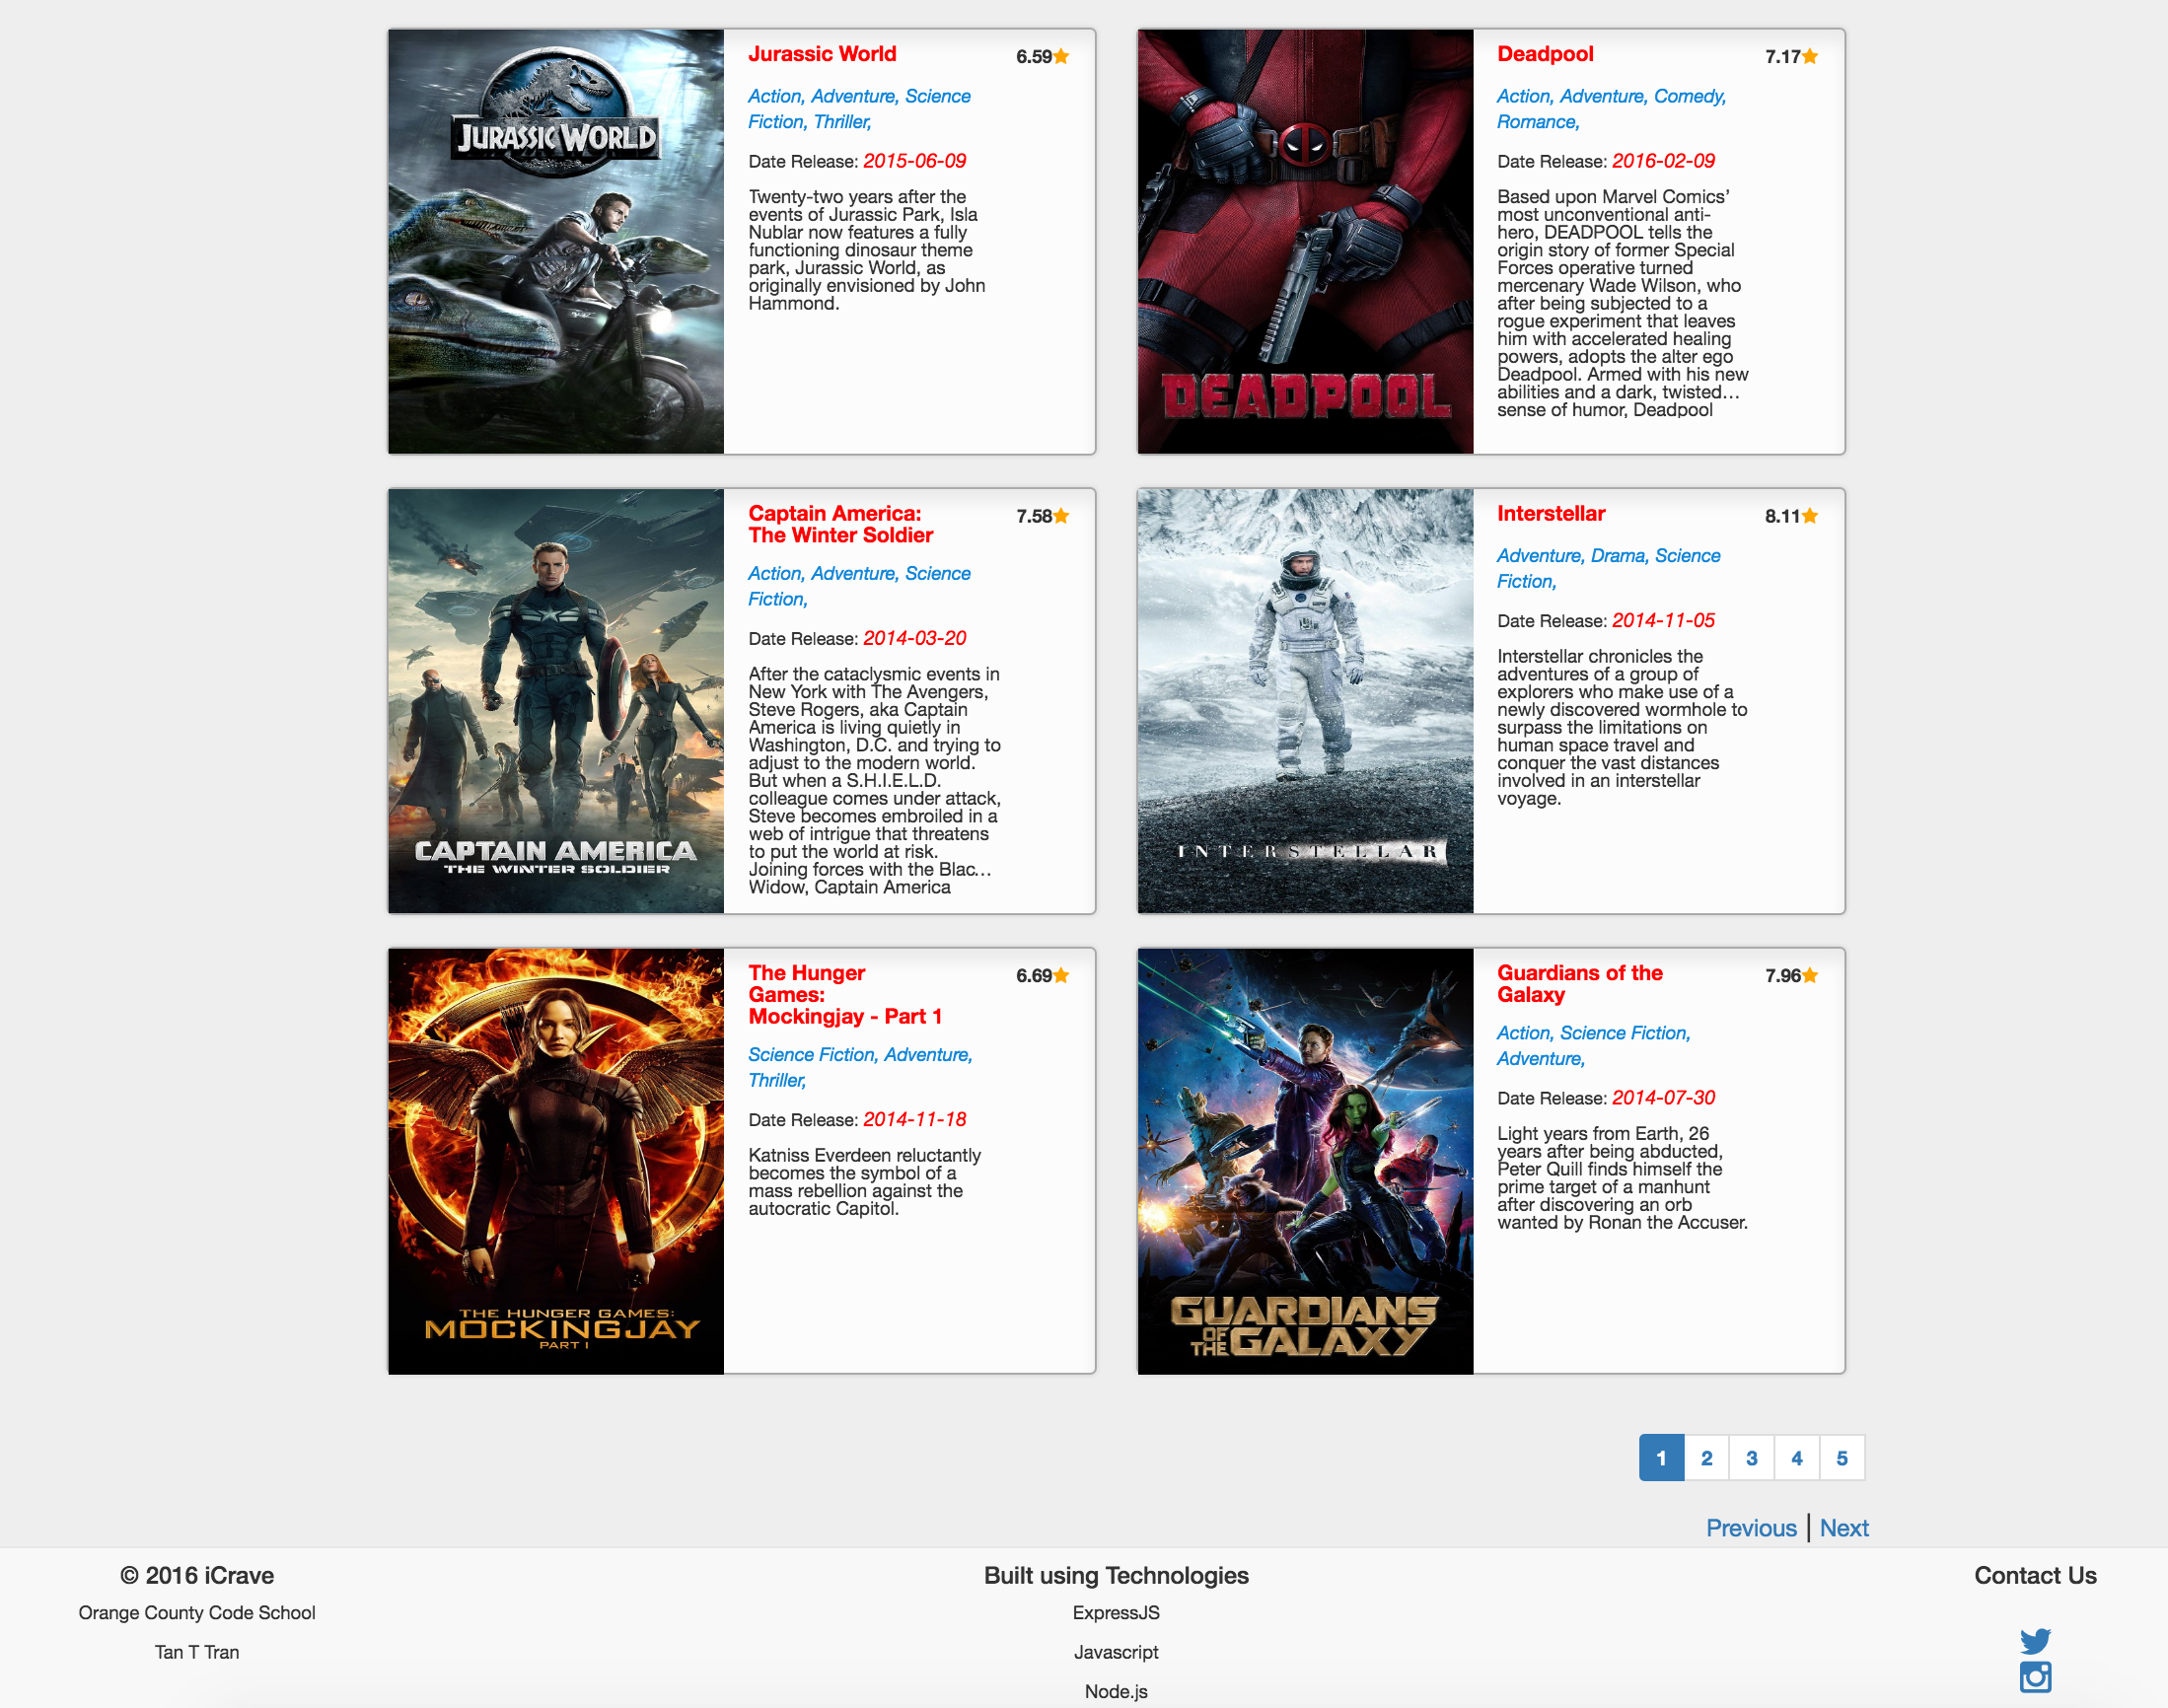 JURASSIC WORLD
Jurassic World
6.59
Action, Adventure, Science
Fiction, Thriller,
Date Release: 2015-06-09
Twenty-two years after the
events of Jurassic Park, Isla
Nublar now features a fully
functioning dinosaur theme
park, Jurassic World, as
originally envisioned by John
Hammond.
DEADPOOL
Deadpool
7.17
Action, Adventure, Comedy,
Romance,
Date Release: 2016-02-09
Based upon Marvel Comics’
most unconventional anti-
hero, DEADPOOL tells the
origin story of former Special
Forces operative turned
mercenary Wade Wilson, who
after being subjected to a
rogue experiment that leaves
him with accelerated healing
powers, adopts the alter ego
Deadpool. Armed with his new
abilities and a dark, twisted…
sense of humor, Deadpool
CAPTAIN AMERICA
THE WINTER SOLDIER
Captain America:
The Winter Soldier
7.58
Action, Adventure, Science
Fiction,
Date Release: 2014-03-20
After the cataclysmic events in
New York with The Avengers,
Steve Rogers, aka Captain
America is living quietly in
Washington, D.C. and trying to
adjust to the modern world.
But when a S.H.I.E.L.D.
colleague comes under attack,
Steve becomes embroiled in a
web of intrigue that threatens
to put the world at risk.
Joining forces with the Blac…
Widow, Captain America
INTERSTELLAR
Interstellar
8.11
Adventure, Drama, Science
Fiction,
Date Release: 2014-11-05
Interstellar chronicles the
adventures of a group of
explorers who make use of a
newly discovered wormhole to
surpass the limitations on
human space travel and
conquer the vast distances
involved in an interstellar
voyage.
THE HUNGER GAMES:
MOCKINGJAY
PART 1
The Hunger
Games:
Mockingjay - Part 1
6.69
Science Fiction, Adventure,
Thriller,
Date Release: 2014-11-18
Katniss Everdeen reluctantly
becomes the symbol of a
mass rebellion against the
autocratic Capitol.
GUARDIANS
OF THE GALAXY
Guardians of the
Galaxy
7.96
Action, Science Fiction,
Adventure,
Date Release: 2014-07-30
Light years from Earth, 26
years after being abducted,
Peter Quill finds himself the
prime target of a manhunt
after discovering an orb
wanted by Ronan the Accuser.
1 2 3 4 5
Previous | Next
© 2016 iCrave
Orange County Code School
Tan T Tran
Built using Technologies
ExpressJS
Javascript
Node.js
Contact Us